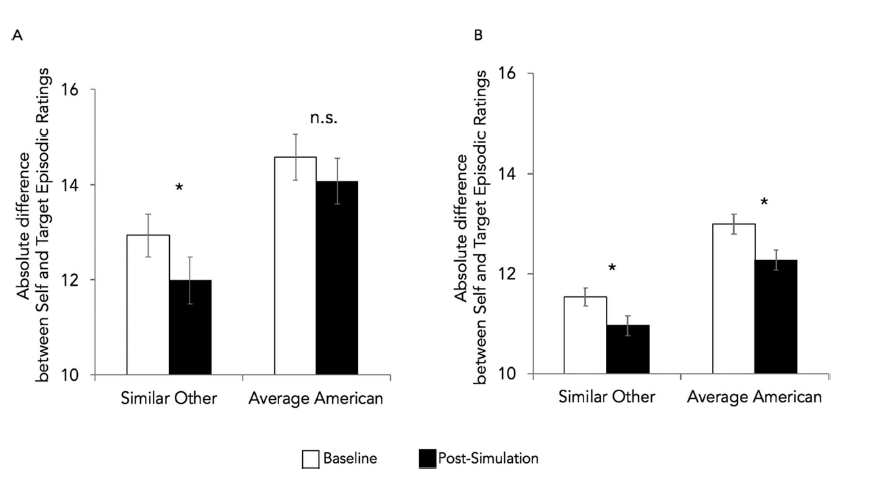 A
Absolute difference
between Self and Target Episodic Ratings
16
14
12
10
*
n.s.
Similar Other
Average American
B
Absolute difference
between Self and Target Episodic Ratings
16
14
12
10
*
*
Similar Other
Average American
Baseline
Post-Simulation